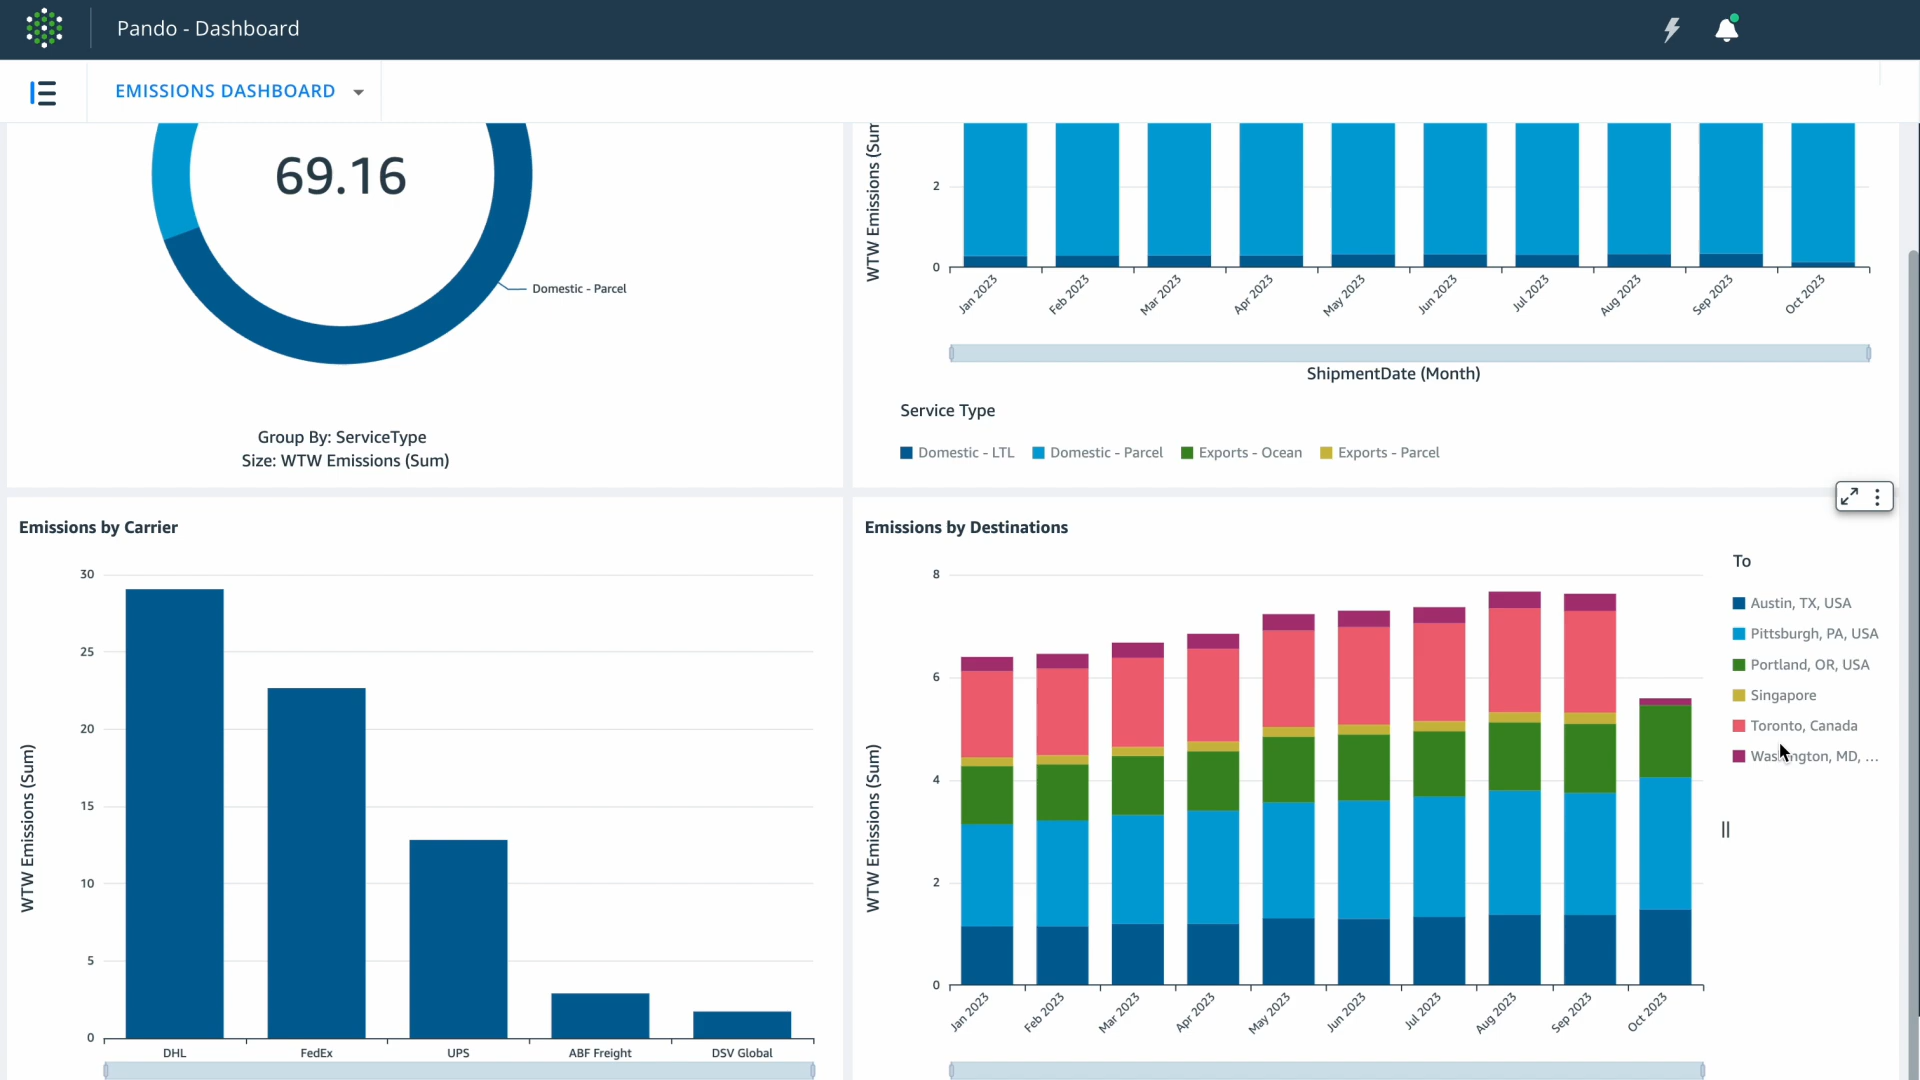 Pando - Dashboard
EMISSIONS DASHBOARD
69.16
Domestic - Parcel
Group By: ServiceType
Size: WTW Emissions (Sum)
WTW Emissions (Sum
2
0
Jan 2023
Feb 2023
Mar 2023
Apr 2023
May 2023
Jun 2023
Jul 2023
Aug 2023
Sep 2023
Oct 2023
ShipmentDate (Month)
Service Type
Domestic - LTL
Domestic - Parcel
Exports - Ocean
Exports - Parcel
Emissions by Carrier
WTW Emissions (Sum)
30
25
20
15
10
5
0
DHL
FedEx
UPS
ABF Freight
DSV Global
Emissions by Destinations
WTW Emissions (Sum)
8
6
4
2
0
Jan 2023
Feb 2023
Mar 2023
Apr 2023
May 2023
Jun 2023
Jul 2023
Aug 2023
Sep 2023
Oct 2023
To
Austin, TX, USA
Pittsburgh, PA, USA
Portland, OR, USA
Singapore
Toronto, Canada
Washington, MD, ...